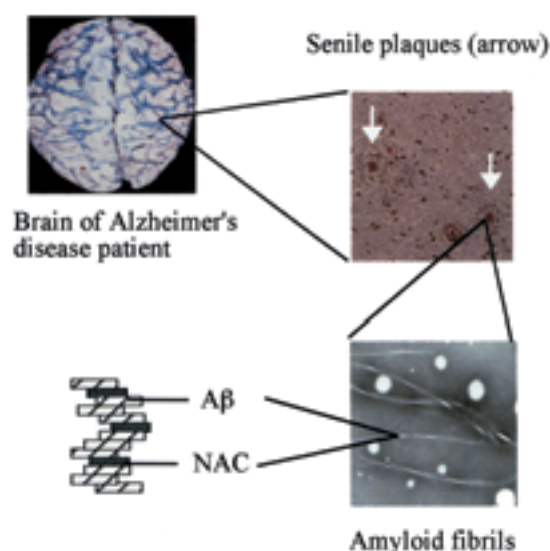 Senile plaques (arrow)
Brain of Alzheimer's
disease patient
Aβ
NAC
Amyloid fibrils